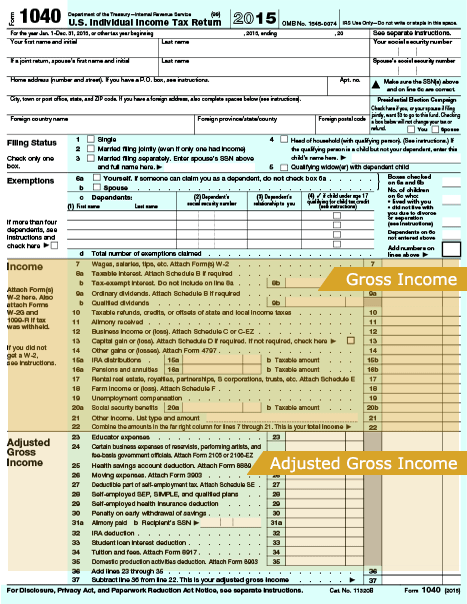 Form 1040 Department of the Treasury—Internal Revenue Service (99)
U.S. Individual Income Tax Return 2015 OMB No. 1545-0074 IRS Use Only—Do not write or staple in this space.
For the year Jan. 1–Dec. 31, 2015, or other tax year beginning , 2015, ending , 20 See separate instructions.
Your first name and initial Last name Your social security number
If a joint return, spouse's first name and initial Last name Spouse's social security number
Home address (number and street). If you have a P.O. box, see instructions. Apt. no.
▲ Make sure the SSN(s) above and on line 6c are correct.
City, town or post office, state, and ZIP code. If you have a foreign address, also complete spaces below (see instructions).
Presidential Election Campaign
Check here if you, or your spouse if filing
jointly, want $3 to go to this fund. Checking
a box below will not change your tax or
refund. You Spouse
Foreign country name Foreign province/state/county Foreign postal code
Filing Status
Check only one
box.
1 Single
2 Married filing jointly (even if only one had income)
3 Married filing separately. Enter spouse's SSN above
and full name here. ▶
4 Head of household (with qualifying person). (See instructions.) If
the qualifying person is a child but not your dependent, enter this
child's name here. ▶
5 Qualifying widow(er) with dependent child
Exemptions
6a Yourself. If someone can claim you as a dependent, do not check box 6a
b Spouse
c Dependents:
(1) First name Last name
(2) Dependent's
social security number
(3) Dependent's
relationship to you
(4) ✓ if child under age 17
qualifying for child tax credit
(see instructions)
Boxes checked
on 6a and 6b
No. of children
on 6c who:
• lived with you
• did not live
with you due to divorce
or separation
(see instructions)
Dependents on 6c
not entered above
Add numbers on
lines above ▶
If more than four
dependents, see
instructions and
check here ▶
d Total number of exemptions claimed
Income
Attach Form(s)
W-2 here. Also
attach Forms
W-2G and
1099-R if tax
was withheld.
If you did not
get a W-2,
see instructions.
7 Wages, salaries, tips, etc. Attach Form(s) W-2 7
8a Taxable interest. Attach Schedule B if required
b Tax-exempt interest. Do not include on line 8a 8b
Gross Income
9a Ordinary dividends. Attach Schedule B if required 9a
b Qualified dividends 9b
10 Taxable refunds, credits, or offsets of state and local income taxes 10
11 Alimony received 11
12 Business income or (loss). Attach Schedule C or C-EZ 12
13 Capital gain or (loss). Attach Schedule D if required. If not required, check here ▶ 13
14 Other gains or (losses). Attach Form 4797 14
15a IRA distributions 15a b Taxable amount 15b
16a Pensions and annuities 16a b Taxable amount 16b
17 Rental real estate, royalties, partnerships, S corporations, trusts, etc. Attach Schedule E 17
18 Farm income or (loss). Attach Schedule F 18
19 Unemployment compensation 19
20a Social security benefits 20a b Taxable amount 20b
21 Other income. List type and amount 21
22 Combine the amounts in the far right column for lines 7 through 21. This is your total income ▶ 22
Adjusted
Gross
Income
23 Educator expenses 23
24 Certain business expenses of reservists, performing artists, and
fee-basis government officials. Attach Form 2106 or 2106-EZ
25 Health savings account deduction. Attach Form 8889
Adjusted Gross Income
26 Moving expenses. Attach Form 3903 26
27 Deductible part of self-employment tax. Attach Schedule SE 27
28 Self-employed SEP, SIMPLE, and qualified plans 28
29 Self-employed health insurance deduction 29
30 Penalty on early withdrawal of savings 30
31a Alimony paid b Recipient's SSN ▶ 31a
32 IRA deduction 32
33 Student loan interest deduction 33
34 Tuition and fees. Attach Form 8917 34
35 Domestic production activities deduction. Attach Form 8903 35
36 Add lines 23 through 35 36
37 Subtract line 36 from line 22. This is your adjusted gross income ▶ 37
For Disclosure, Privacy Act, and Paperwork Reduction Act Notice, see separate instructions. Cat. No. 11320B Form 1040 (2015)